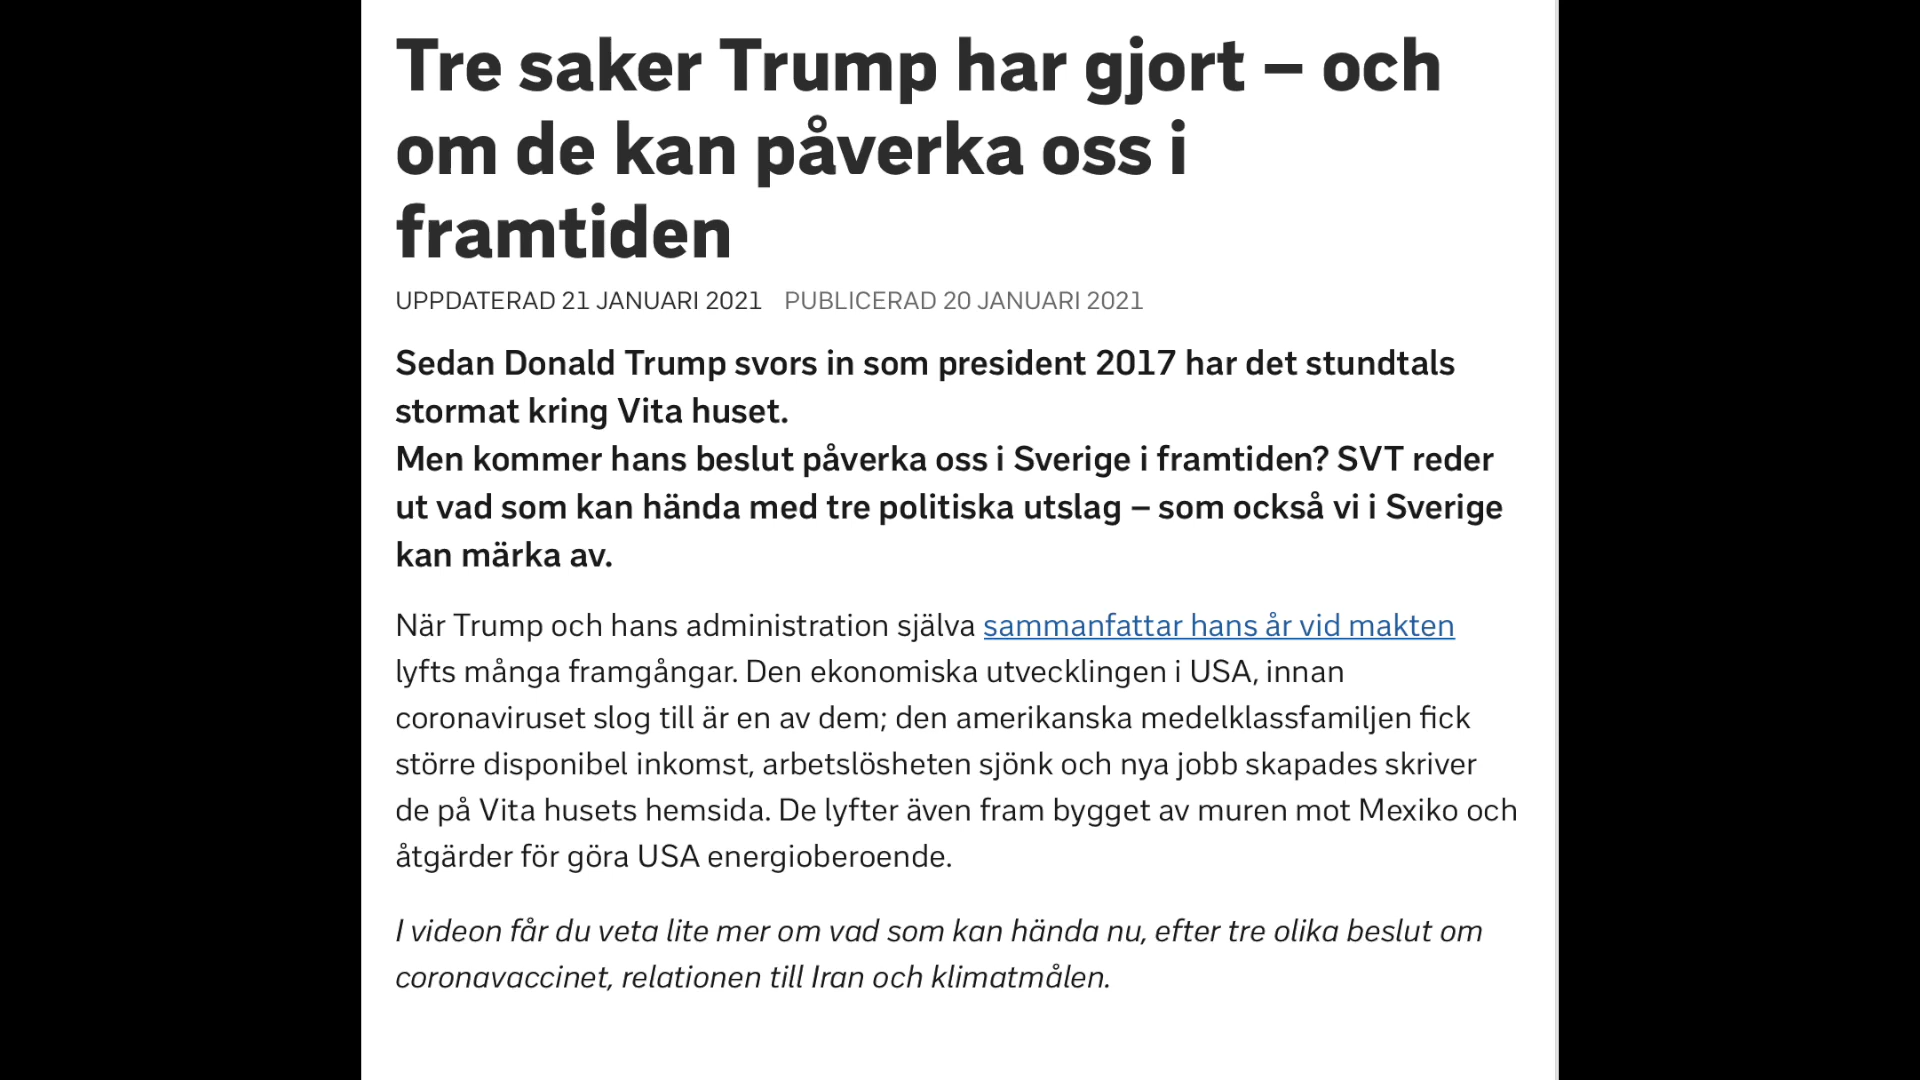 Tre saker Trump har gjort – och
om de kan påverka oss i
framtiden
UPPDATERAD 21 JANUARI 2021 PUBLICERAD 20 JANUARI 2021
Sedan Donald Trump svors in som president 2017 har det stundtals
stormat kring Vita huset.
Men kommer hans beslut påverka oss i Sverige i framtiden? SVT reder
ut vad som kan hända med tre politiska utslag – som också vi i Sverige
kan märka av.
När Trump och hans administration själva sammanfattar hans år vid makten
lyfts många framgångar. Den ekonomiska utvecklingen i USA, innan
coronaviruset slog till är en av dem; den amerikanska medelklassfamiljen fick
större disponibel inkomst, arbetslösheten sjönk och nya jobb skapades skriver
de på Vita husets hemsida. De lyfter även fram bygget av muren mot Mexiko och
åtgärder för göra USA energioberoende.
I videon får du veta lite mer om vad som kan hända nu, efter tre olika beslut om
coronavaccinet, relationen till Iran och klimatmålen.